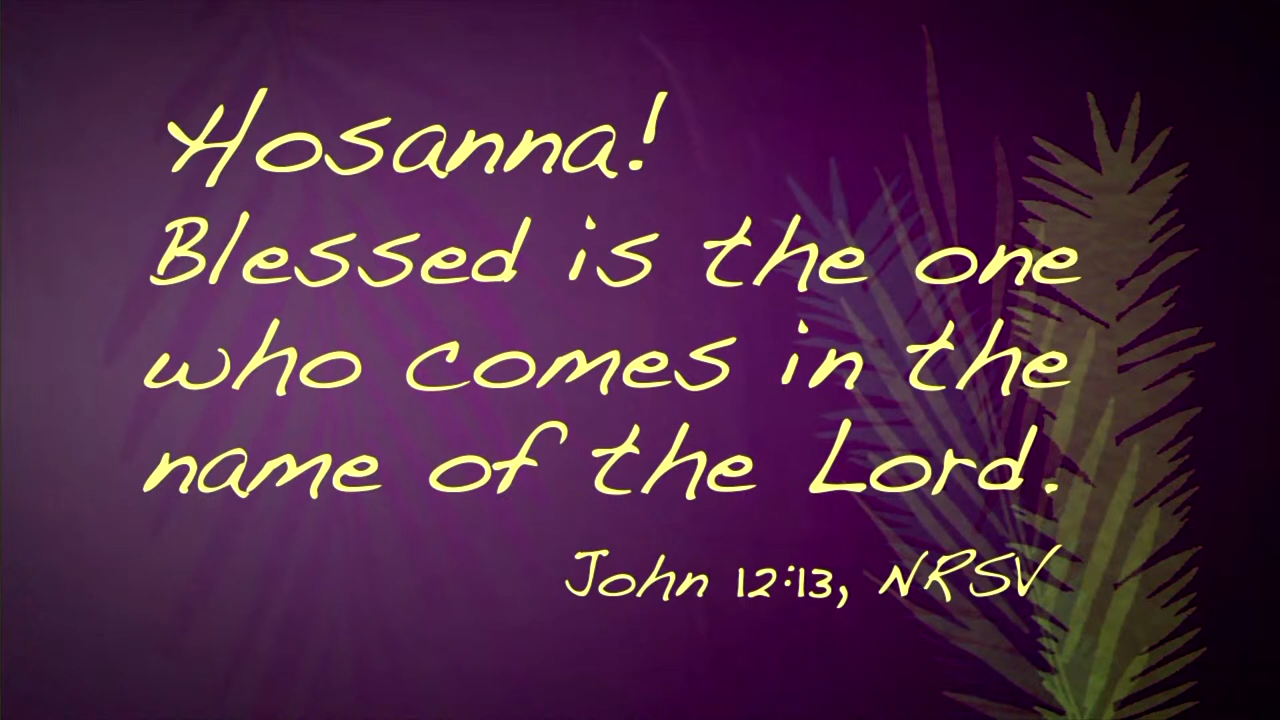 Hosanna!
Blessed is the one
who comes in the
name of the Lord.
John 12:13, NRSV